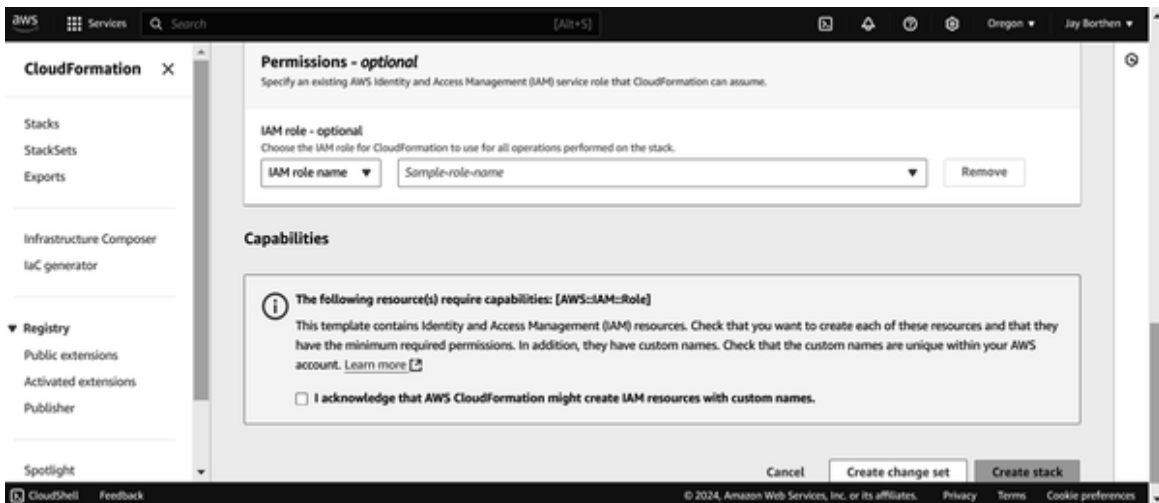 aws Services Search [Alt+S] Oregon Jay Borthen
CloudFormation
Stacks
StackSets
Exports
Infrastructure Composer
IaC generator
Registry
Public extensions
Activated extensions
Publisher
Spotlight
Permissions - optional
Specify an existing AWS Identity and Access Management (IAM) service role that CloudFormation can assume.
IAM role - optional
Choose the IAM role for CloudFormation to use for all operations performed on the stack.
IAM role name Sample-role-name Remove
Capabilities
The following resource(s) require capabilities: [AWS::IAM::Role]
This template contains Identity and Access Management (IAM) resources. Check that you want to create each of these resources and that they
have the minimum required permissions. In addition, they have custom names. Check that the custom names are unique within your AWS
account. Learn more
I acknowledge that AWS CloudFormation might create IAM resources with custom names.
Cancel Create change set Create stack
CloudShell Feedback © 2024, Amazon Web Services, Inc. or its affiliates. Privacy Terms Cookie preferences